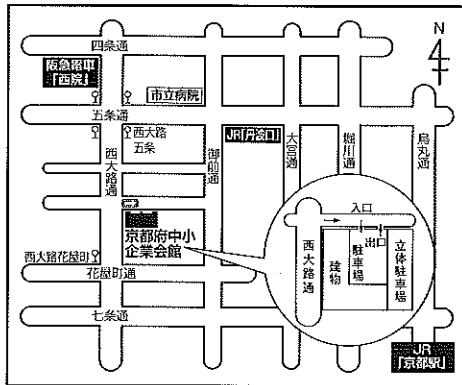 四条通
N
阪急電車
「西院」
市立病院
五条通
西大路
五条
JR「丹波口」
西大路通
御前通
大宮通
堀川通
烏丸通
京都府中小
企業会館
西大路花屋町
花屋町通
七条通
入口
出口
西大路通
建物
駐車場
立体駐車場
JR
「京都駅」